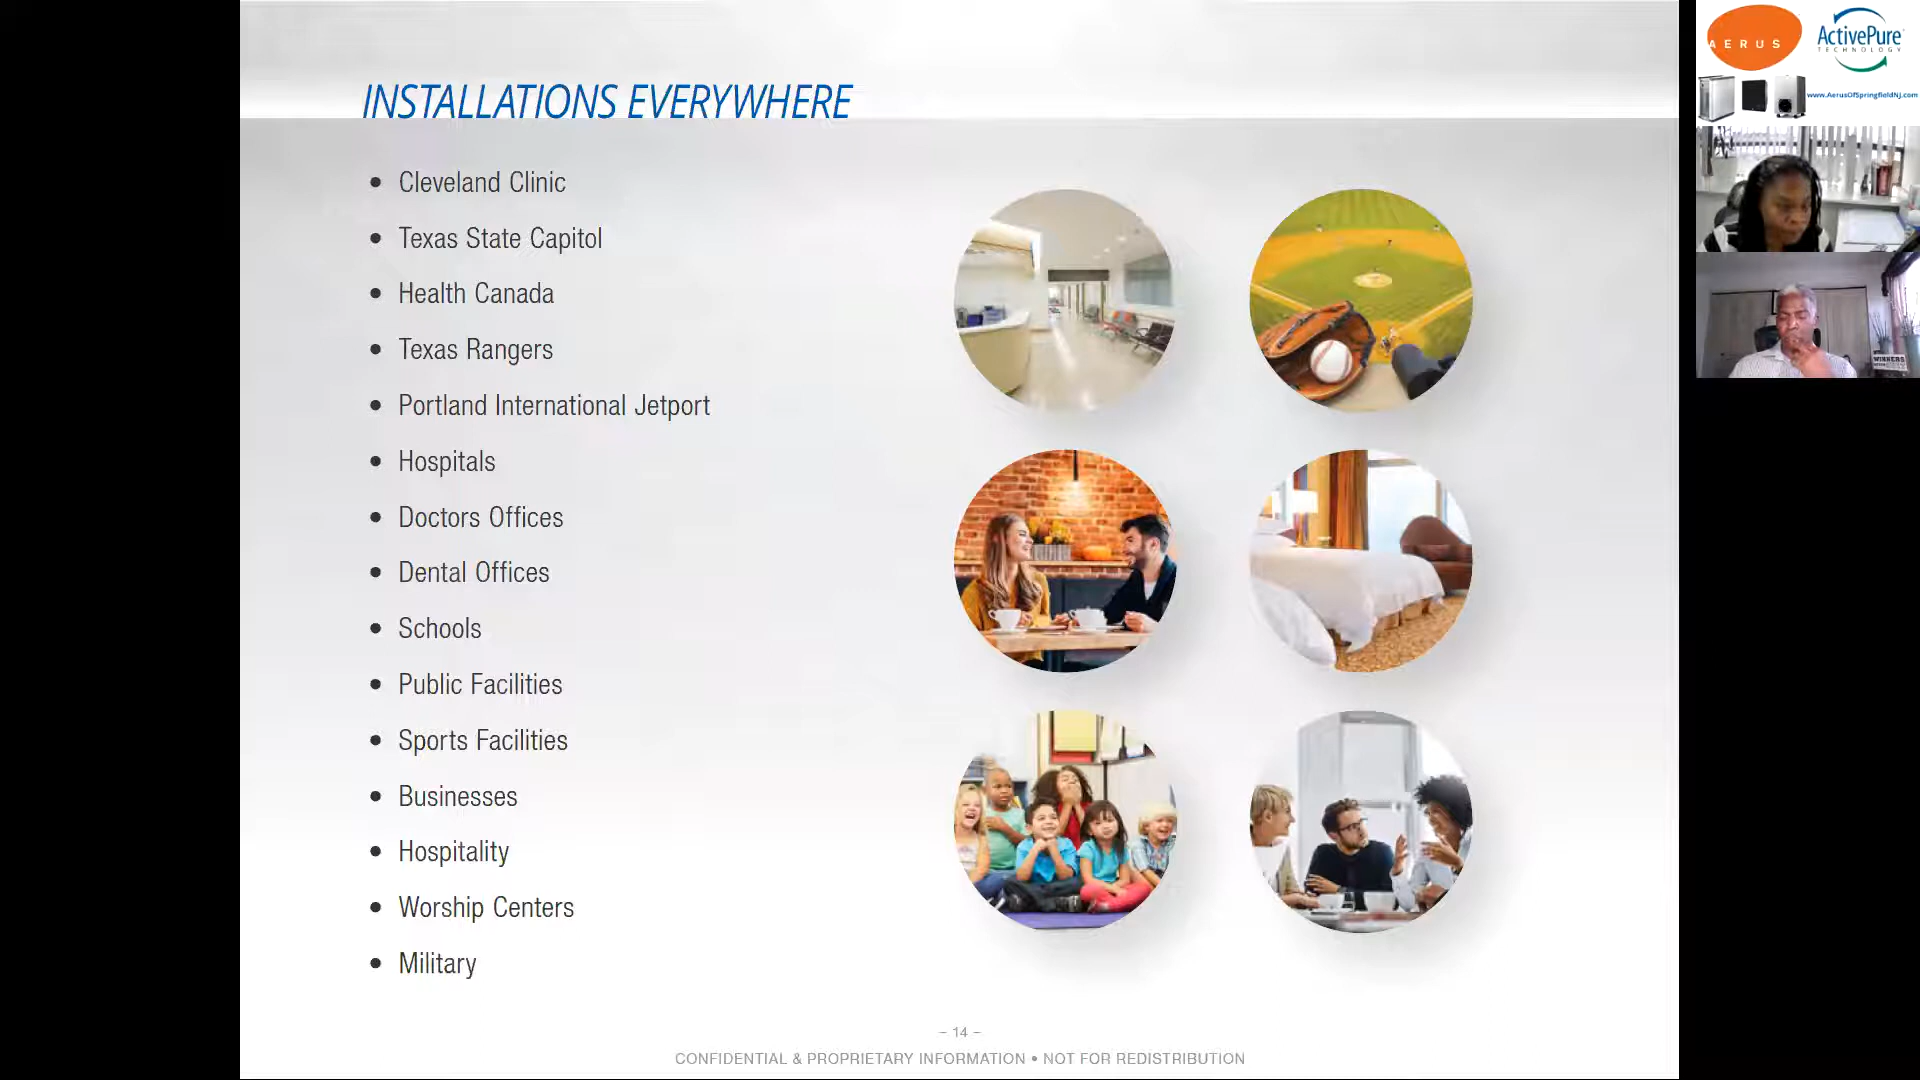 INSTALLATIONS EVERYWHERE
• Cleveland Clinic
• Texas State Capitol
• Health Canada
• Texas Rangers
• Portland International Jetport
• Hospitals
• Doctors Offices
• Dental Offices
• Schools
• Public Facilities
• Sports Facilities
• Businesses
• Hospitality
• Worship Centers
• Military
– 14 –
CONFIDENTIAL & PROPRIETARY INFORMATION • NOT FOR REDISTRIBUTION
AERUS
ActivePure
TECHNOLOGY
www.AerusOfSpringfieldNj.com
WINNERS